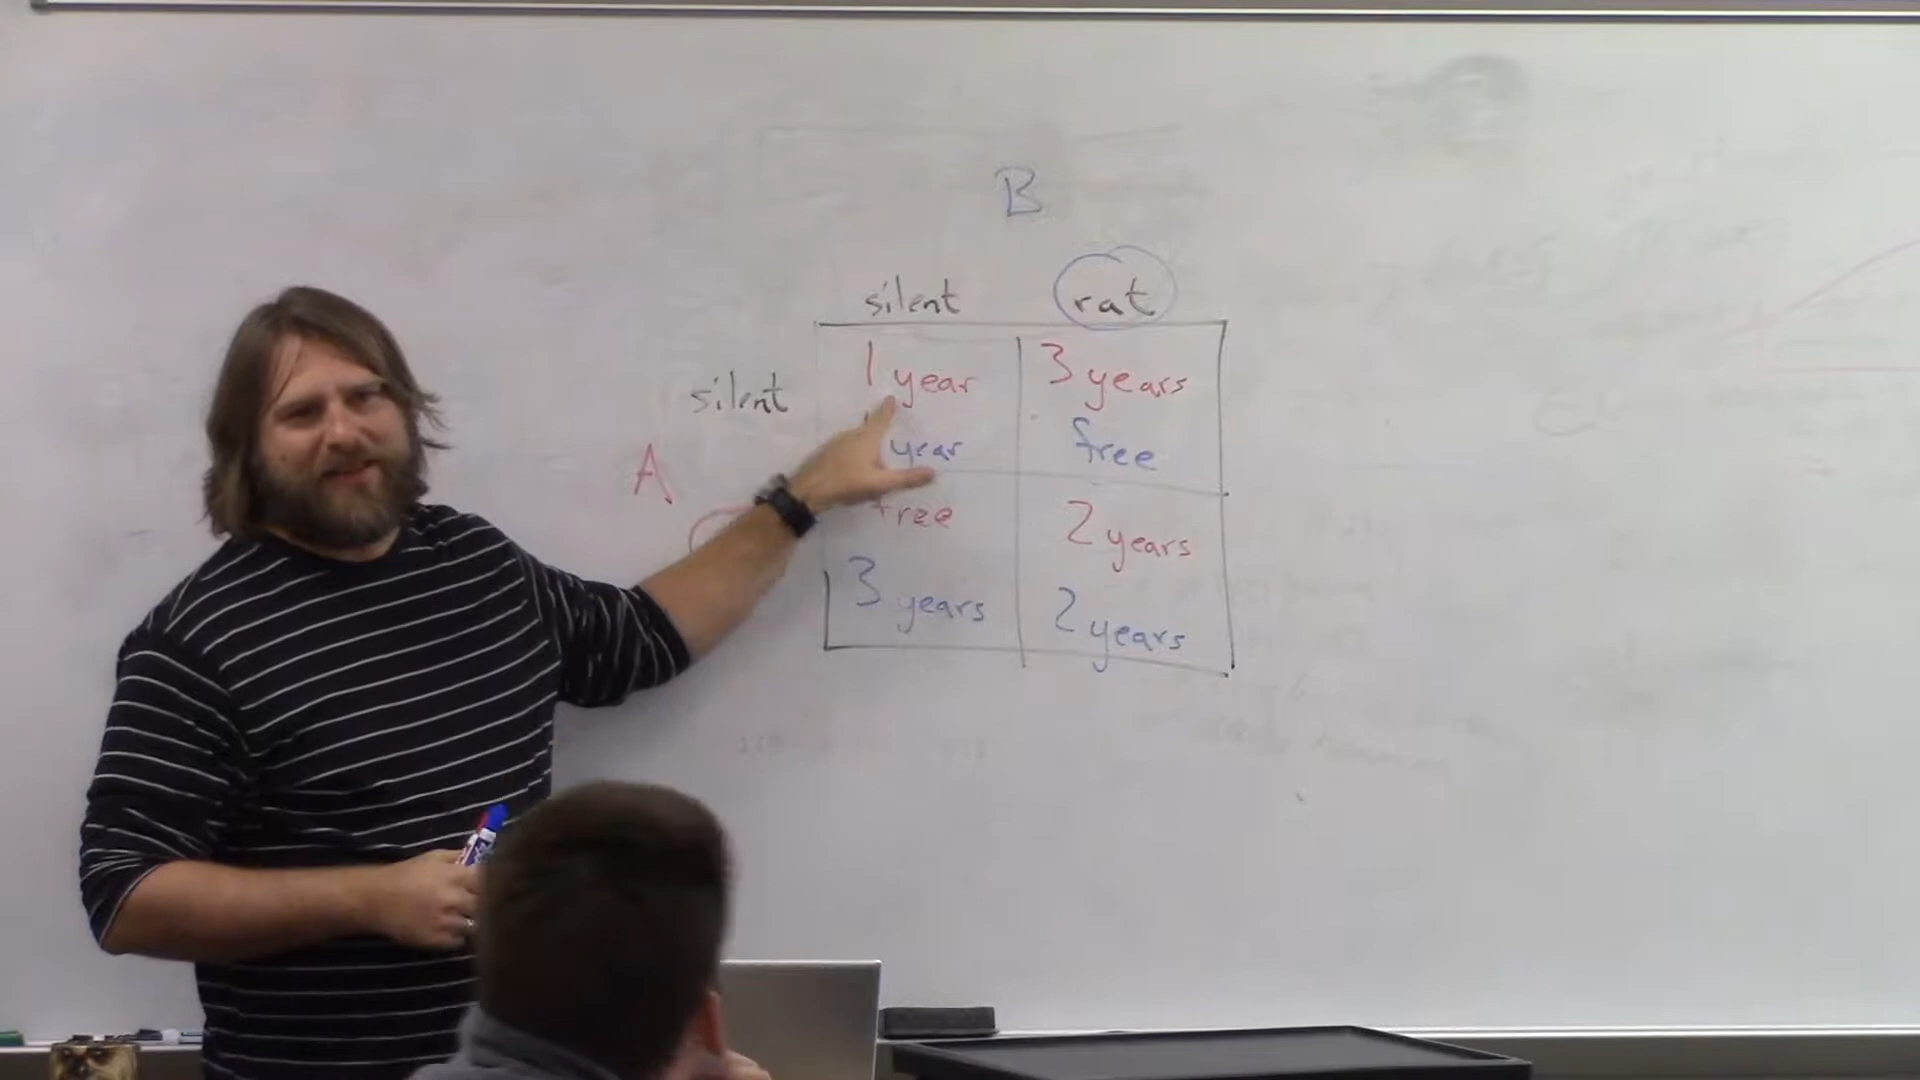 B
silent rat
silent 1 year 3 years
year free
A
free 2 years
3 years 2 years